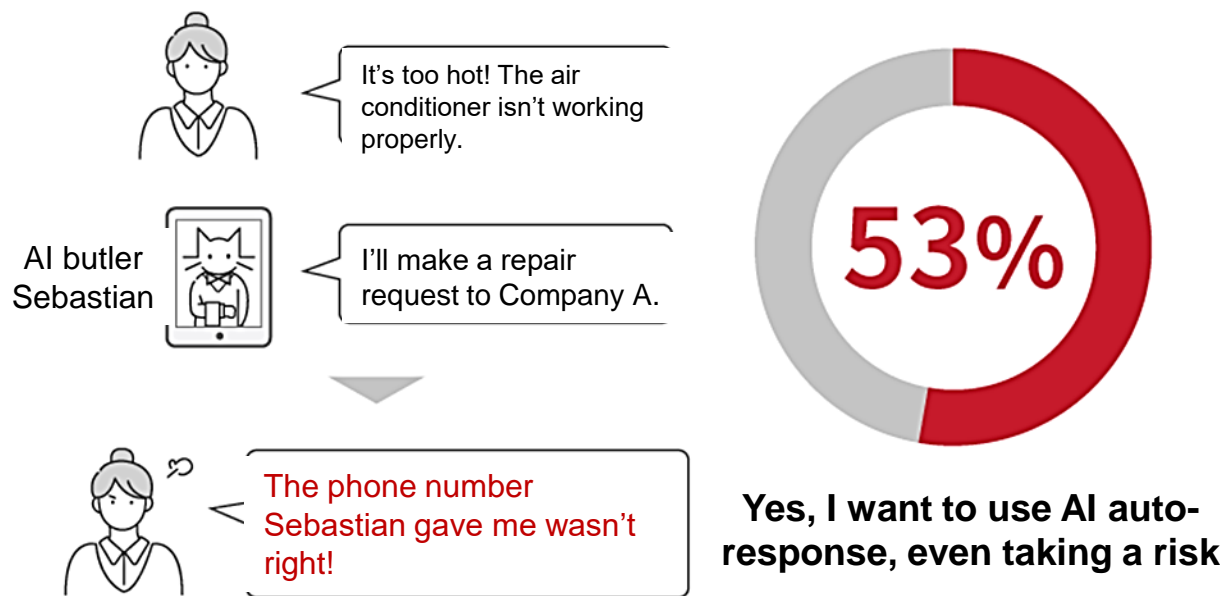 It’s too hot! The air
conditioner isn’t working
properly.
AI butler
Sebastian
I’ll make a repair
request to Company A.
The phone number
Sebastian gave me wasn’t
right!
53%
Yes, I want to use AI auto-
response, even taking a risk